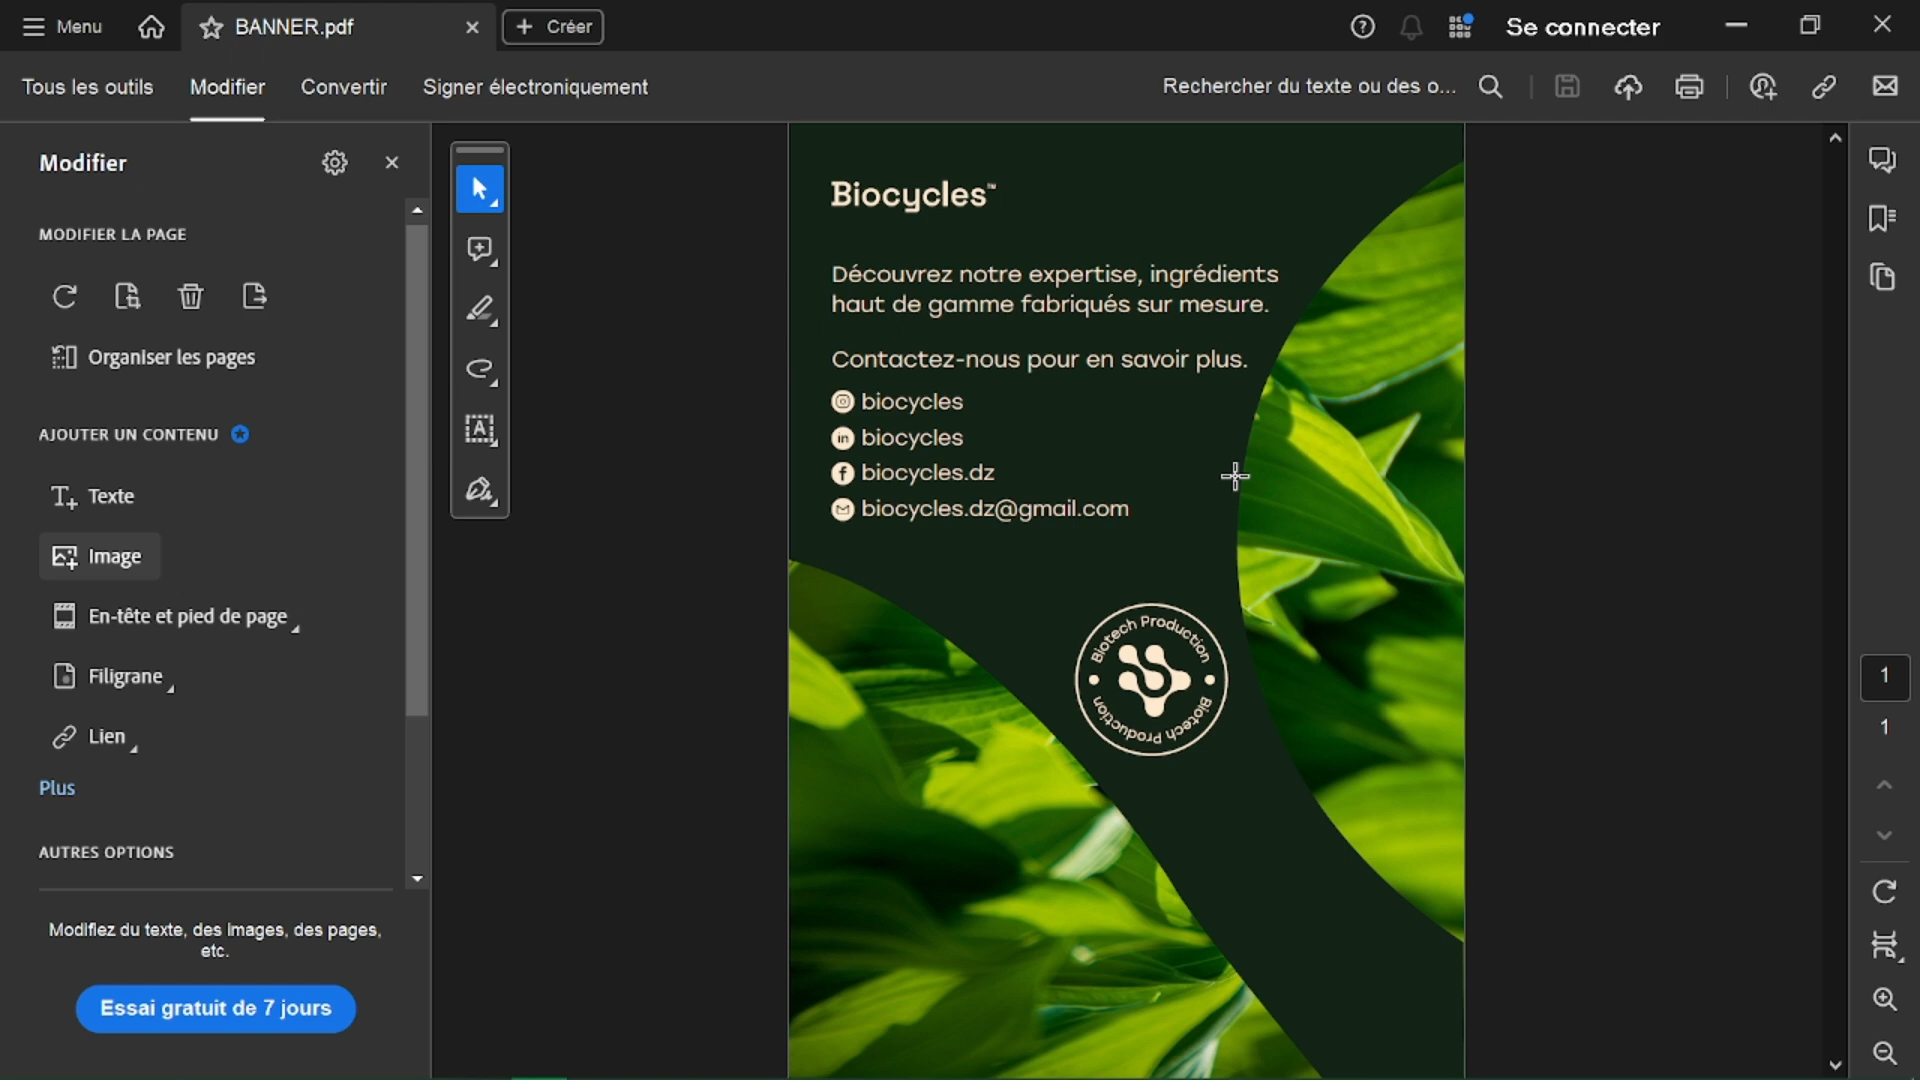 Menu
BANNER.pdf
Créer
Se connecter
Tous les outils
Modifier
Convertir
Signer électroniquement
Rechercher du texte ou des o...
Modifier
MODIFIER LA PAGE
Organiser les pages
AJOUTER UN CONTENU
Texte
Image
En-tête et pied de page
Filigrane
Lien
Plus
AUTRES OPTIONS
Modifiez du texte, des images, des pages,
etc.
Essai gratuit de 7 jours
A
Biocycles™
Découvrez notre expertise, ingrédients
haut de gamme fabriqués sur mesure.
Contactez-nous pour en savoir plus.
biocycles
in biocycles
f biocycles.dz
biocycles.dz@gmail.com
Biotech Production
Biotech Production
1
1